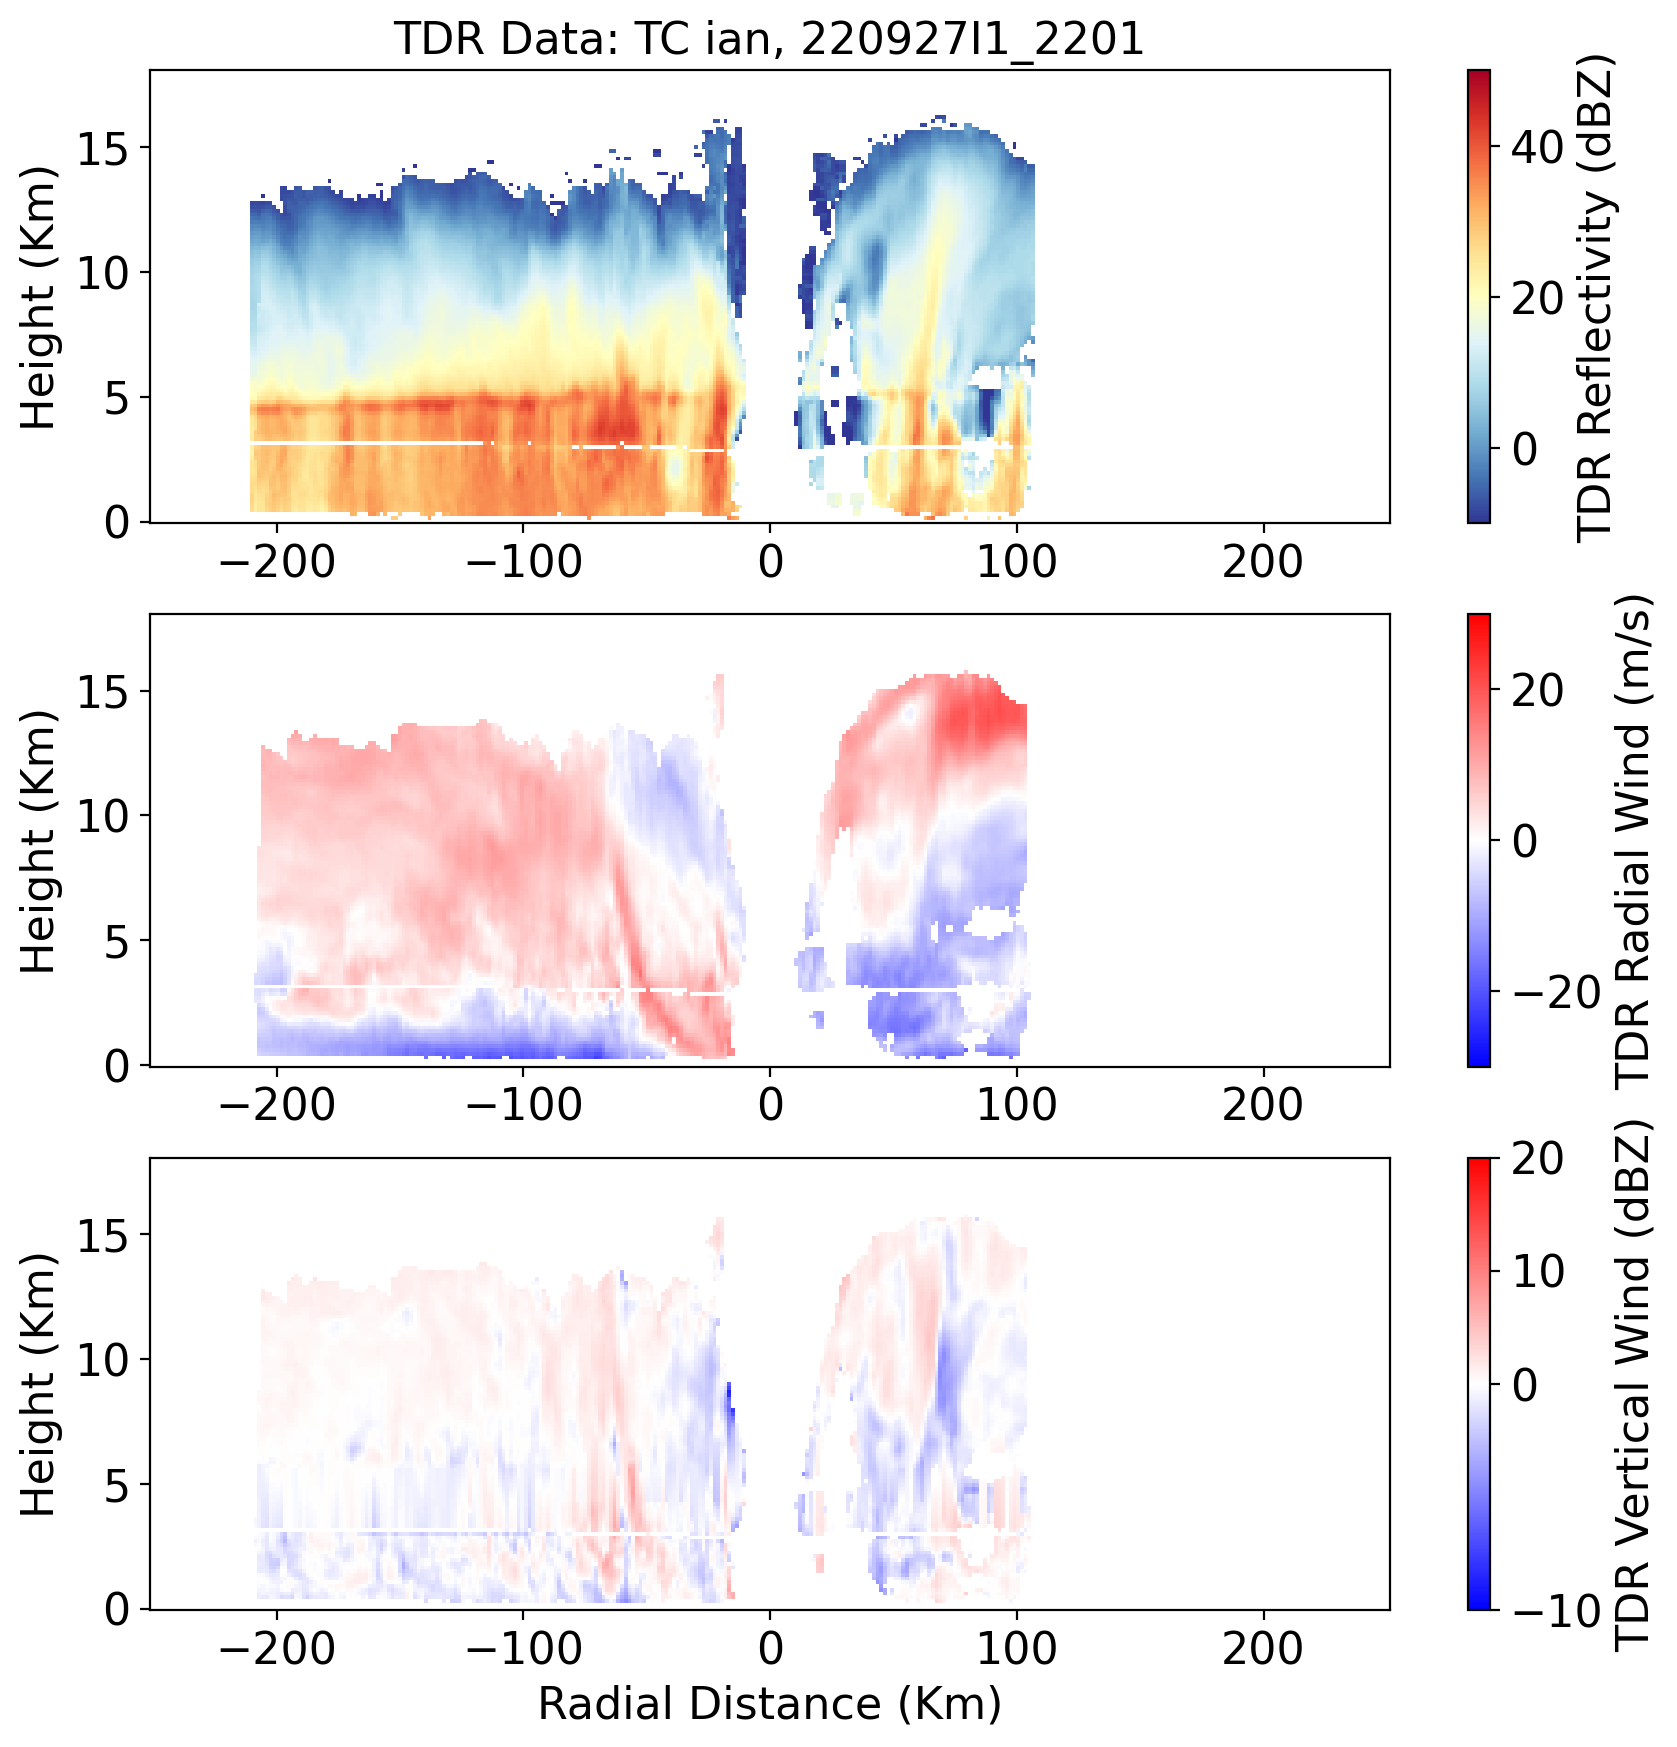 TDR Data: TC ian, 220927I1_2201
Height (Km)
15
10
5
0
−200 −100 0 100 200
40
20
0
TDR Reflectivity (dBZ)
Height (Km)
15
10
5
0
−200 −100 0 100 200
20
0
−20
TDR Radial Wind (m/s)
Height (Km)
15
10
5
0
−200 −100 0 100 200
Radial Distance (Km)
20
10
0
−10
TDR Vertical Wind (dBZ)